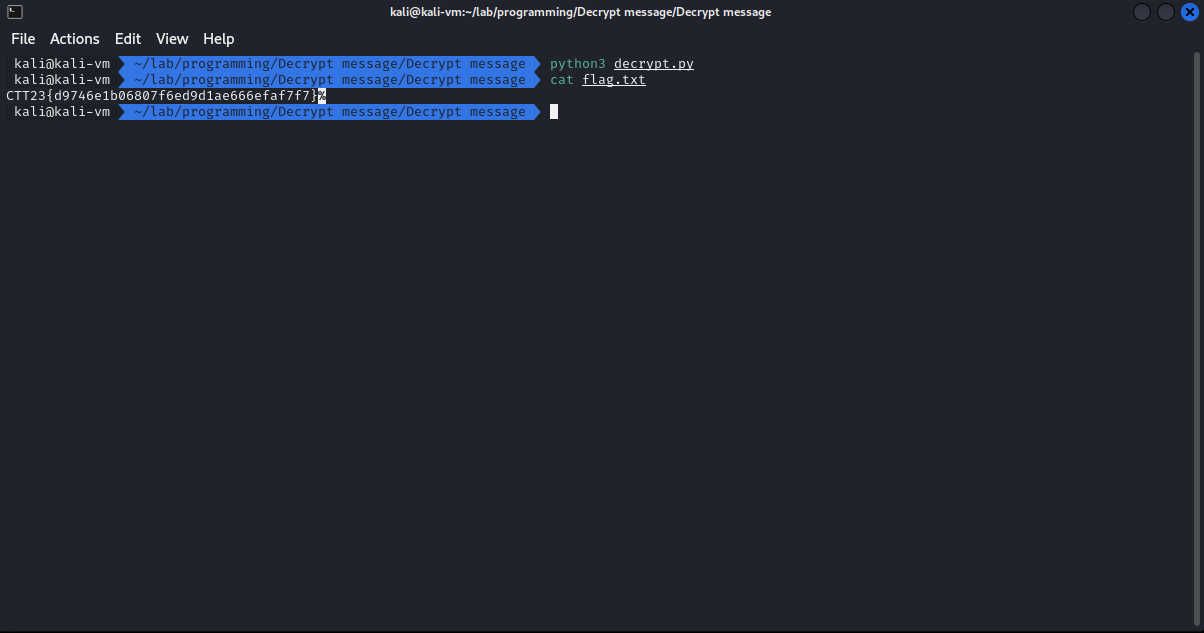 kali@kali-vm:~/lab/programming/Decrypt message/Decrypt message
File Actions Edit View Help
kali@kali-vm ~/lab/programming/Decrypt message/Decrypt message python3 decrypt.py
kali@kali-vm ~/lab/programming/Decrypt message/Decrypt message cat flag.txt
CTT23{d9746e1b06807f6ed9d1ae666efaf7f7}%
kali@kali-vm ~/lab/programming/Decrypt message/Decrypt message